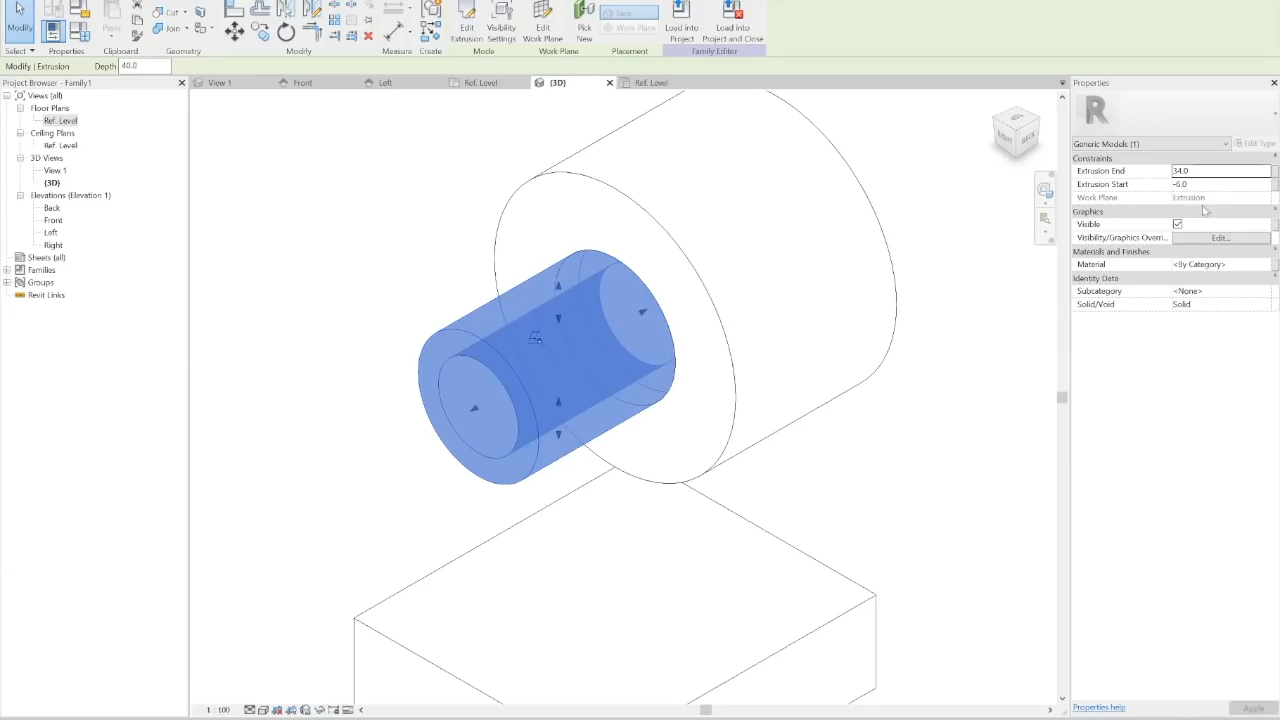 Modify
Cut
Join
Paste
Edit Extrusion
Visibility Settings
Edit Work Plane
Pick New
Face
Work Plane
Load into Project
Load into Project and Close
Select
Properties
Clipboard
Geometry
Modify
Measure
Create
Mode
Work Plane
Placement
Family Editor
Modify | Extrusion
Depth
40.0
Project Browser - Family1
View 1
Front
Left
Ref. Level
(3D)
Ref. Level
Properties
Views (all)
Floor Plans
Ref. Level
Ceiling Plans
Ref. Level
3D Views
View 1
{3D}
Elevations (Elevation 1)
Back
Front
Left
Right
Sheets (all)
Families
Groups
Revit Links
R
Generic Models (1)
Edit Type
Constraints
Extrusion End
34.0
Extrusion Start
-6.0
Work Plane
Extrusion
Graphics
Visible
Visibility/Graphics Overri...
Edit...
Materials and Finishes
Material
<By Category>
Identity Data
Subcategory
<None>
Solid/Void
Solid
1 : 100
Properties help
Apply